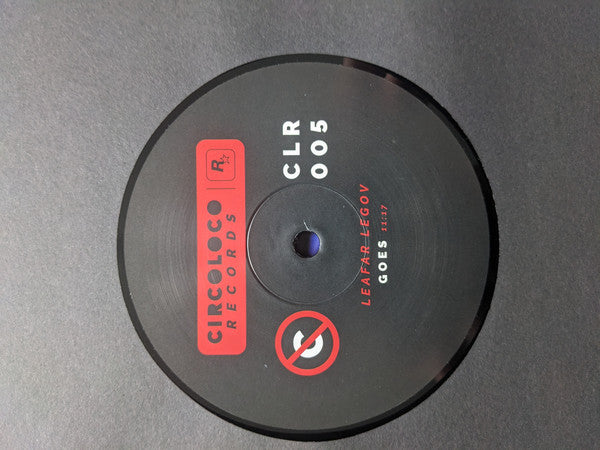 CIRCOLOCO
RECORDS
R
CLR
005
C
LEAFAR LEGOV
GOES 11:17